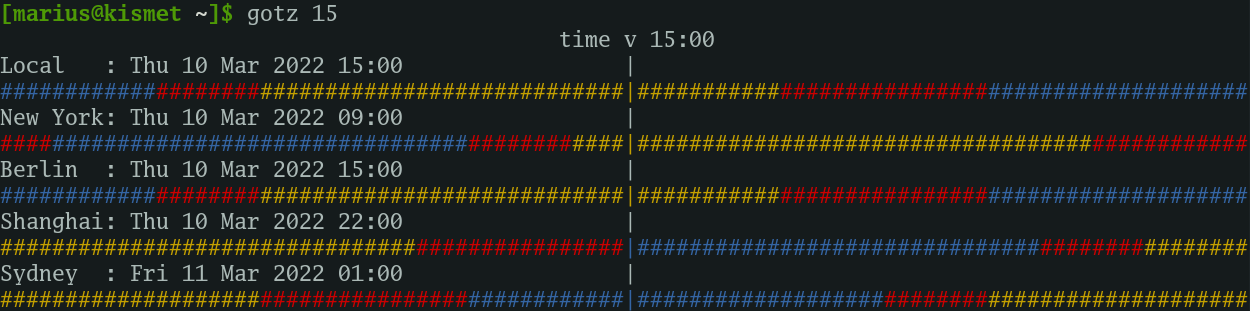 [marius@kismet ~]$ gotz 15
time v 15:00
Local   : Thu 10 Mar 2022 15:00                 |
################################################|###############################################
New York: Thu 10 Mar 2022 09:00                 |
################################################|###############################################
Berlin  : Thu 10 Mar 2022 15:00                 |
################################################|###############################################
Shanghai: Thu 10 Mar 2022 22:00                 |
################################################|###############################################
Sydney  : Fri 11 Mar 2022 01:00                 |
################################################|###############################################